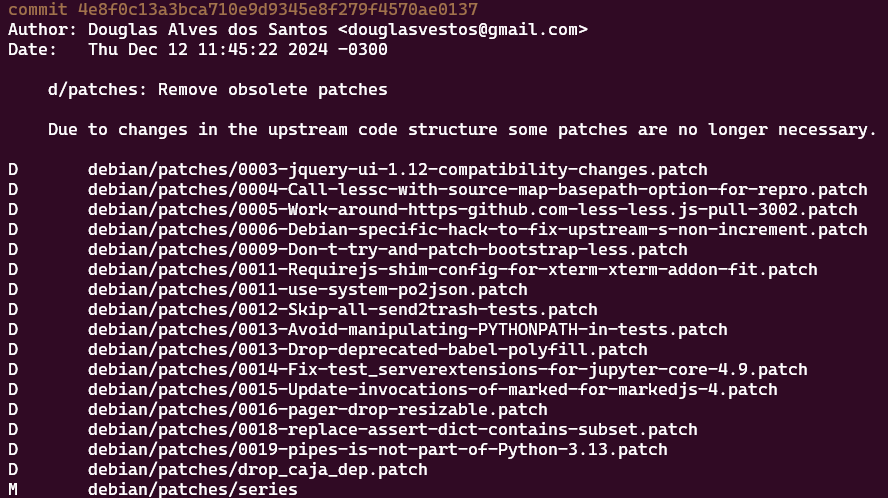 commit 4e8f0c13a3bca710e9d9345e8f279f4570ae0137
Author: Douglas Alves dos Santos <douglasvestos@gmail.com>
Date:   Thu Dec 12 11:45:22 2024 -0300
d/patches: Remove obsolete patches
Due to changes in the upstream code structure some patches are no longer necessary.
D       debian/patches/0003-jquery-ui-1.12-compatibility-changes.patch
D       debian/patches/0004-Call-lessc-with-source-map-basepath-option-for-repro.patch
D       debian/patches/0005-Work-around-https-github.com-less-less.js-pull-3002.patch
D       debian/patches/0006-Debian-specific-hack-to-fix-upstream-s-non-increment.patch
D       debian/patches/0009-Don-t-try-and-patch-bootstrap-less.patch
D       debian/patches/0011-Requirejs-shim-config-for-xterm-xterm-addon-fit.patch
D       debian/patches/0011-use-system-po2json.patch
D       debian/patches/0012-Skip-all-send2trash-tests.patch
D       debian/patches/0013-Avoid-manipulating-PYTHONPATH-in-tests.patch
D       debian/patches/0013-Drop-deprecated-babel-polyfill.patch
D       debian/patches/0014-Fix-test_serverextensions-for-jupyter-core-4.9.patch
D       debian/patches/0015-Update-invocations-of-marked-for-markedjs-4.patch
D       debian/patches/0016-pager-drop-resizable.patch
D       debian/patches/0018-replace-assert-dict-contains-subset.patch
D       debian/patches/0019-pipes-is-not-part-of-Python-3.13.patch
D       debian/patches/drop_caja_dep.patch
M       debian/patches/series